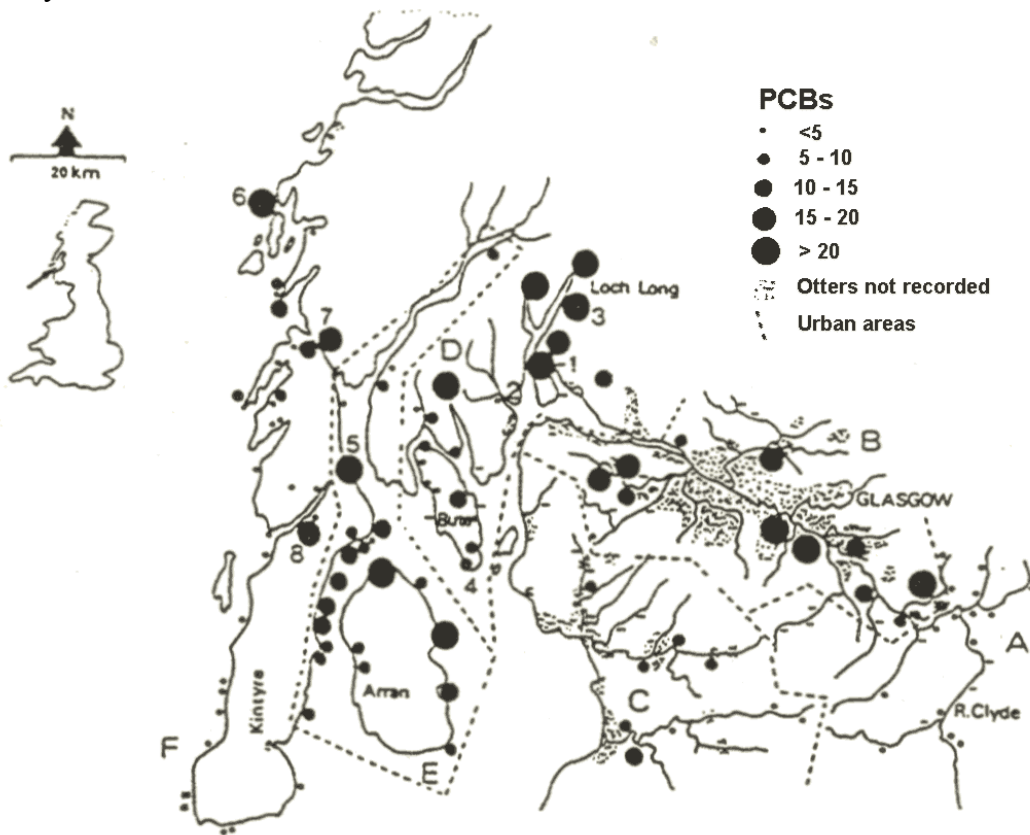 PCBs
<5
5 - 10
10 - 15
15 - 20
> 20
Otters not recorded
Urban areas
N
20 km
6
Loch Long
3
7
D
1
2
B
5
GLASGOW
Bute
8
4
A
Kintyre
Arran
C
R.Clyde
F
E